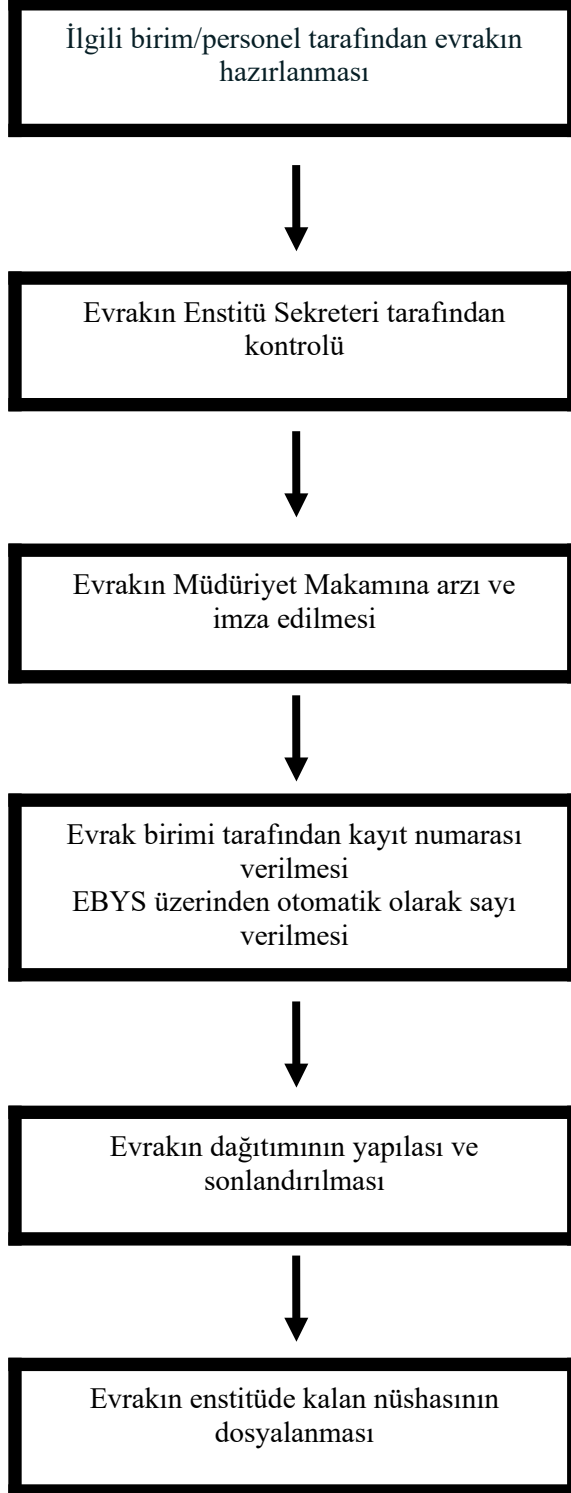 İlgili birim/personel tarafından evrakın
hazırlanması
Evrakın Enstitü Sekreteri tarafından
kontrolü
Evrakın Müdüriyet Makamına arzı ve
imza edilmesi
Evrak birimi tarafından kayıt numarası
verilmesi
EBYS üzerinden otomatik olarak sayı
verilmesi
Evrakın dağıtımının yapılası ve
sonlandırılması
Evrakın enstitüde kalan nüshasının
dosyalanması